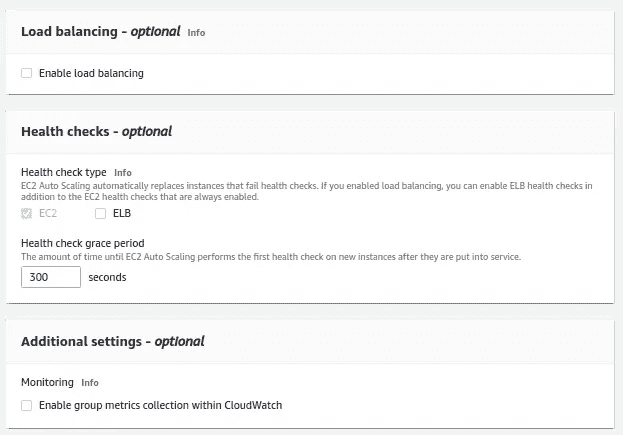 Load balancing - optional Info
Enable load balancing
Health checks - optional
Health check type Info
EC2 Auto Scaling automatically replaces instances that fail health checks. If you enabled load balancing, you can enable ELB health checks in
addition to the EC2 health checks that are always enabled.
EC2 ELB
Health check grace period
The amount of time until EC2 Auto Scaling performs the first health check on new instances after they are put into service.
300 seconds
Additional settings - optional
Monitoring Info
Enable group metrics collection within CloudWatch